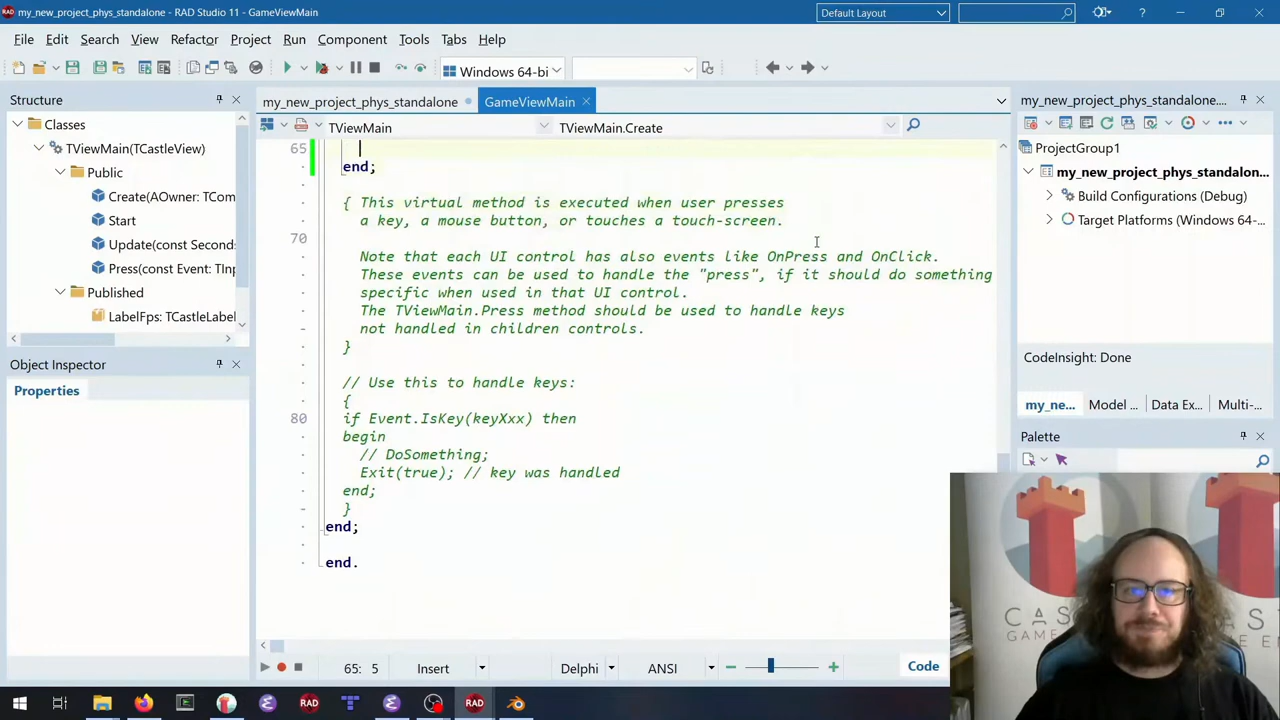 my_new_project_phys_standalone - RAD Studio 11 - GameViewMain
Default Layout
File Edit Search View Refactor Project Run Component Tools Tabs Help
Windows 64-bi
Structure
my_new_project_phys_standalone
GameViewMain
my_new_project_phys_standalone....
Classes
TViewMain
TViewMain.Create
TViewMain(TCastleView)
Public
Create(AOwner: TCom
Start
Update(const Second:
Press(const Event: TInp
Published
LabelFps: TCastleLabel
ProjectGroup1
my_new_project_phys_standalon...
Build Configurations (Debug)
Target Platforms (Windows 64-...
CodeInsight: Done
my_ne...
Model ...
Data Ex...
Multi-...
Palette
Object Inspector
Properties
65
end;
{ This virtual method is executed when user presses
a key, a mouse button, or touches a touch-screen.
70
Note that each UI control has also events like OnPress and OnClick.
These events can be used to handle the "press", if it should do something
specific when used in that UI control.
The TViewMain.Press method should be used to handle keys
not handled in children controls.
}
// Use this to handle keys:
{
80 if Event.IsKey(keyXxx) then
begin
// DoSomething;
Exit(true); // key was handled
end;
}
end;
end.
65: 5
Insert
Delphi
ANSI
Code
RAD
RAD